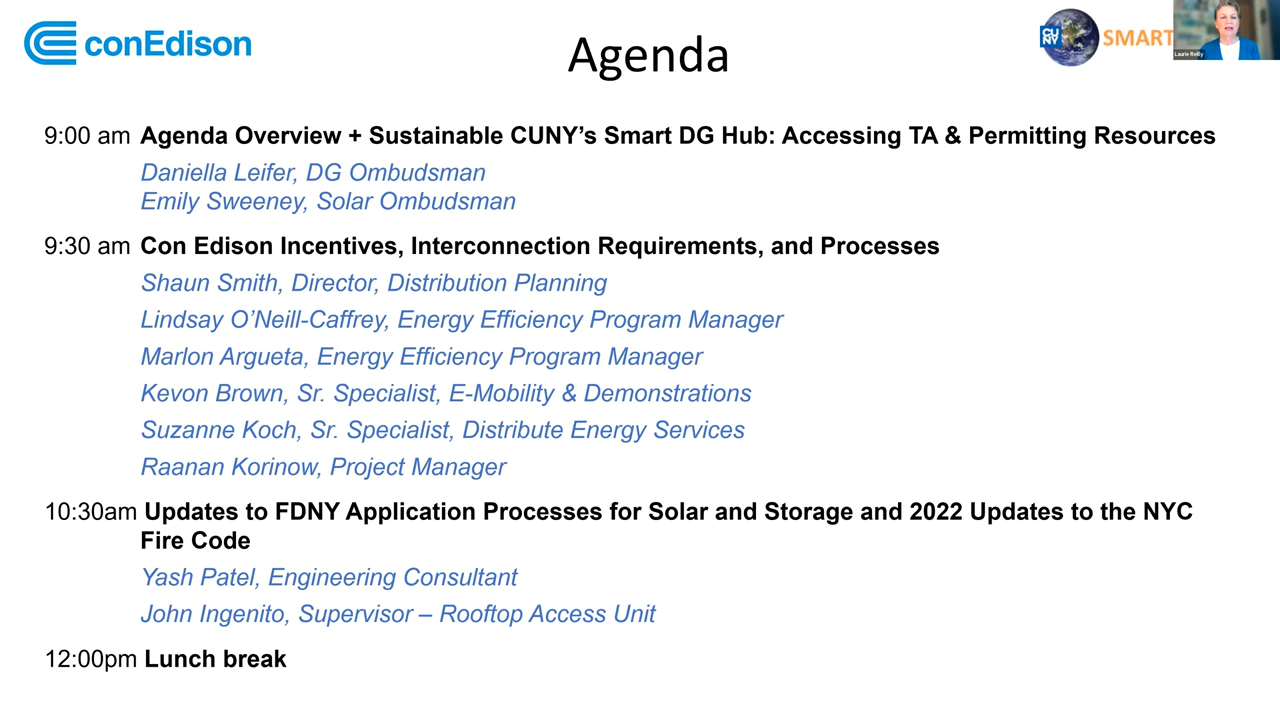 conEdison
Agenda
CU
NY
SMART
Laurie Reilly
9:00 am Agenda Overview + Sustainable CUNY’s Smart DG Hub: Accessing TA & Permitting Resources
Daniella Leifer, DG Ombudsman
Emily Sweeney, Solar Ombudsman
9:30 am Con Edison Incentives, Interconnection Requirements, and Processes
Shaun Smith, Director, Distribution Planning
Lindsay O’Neill-Caffrey, Energy Efficiency Program Manager
Marlon Argueta, Energy Efficiency Program Manager
Kevon Brown, Sr. Specialist, E-Mobility & Demonstrations
Suzanne Koch, Sr. Specialist, Distribute Energy Services
Raanan Korinow, Project Manager
10:30am Updates to FDNY Application Processes for Solar and Storage and 2022 Updates to the NYC
Fire Code
Yash Patel, Engineering Consultant
John Ingenito, Supervisor – Rooftop Access Unit
12:00pm Lunch break